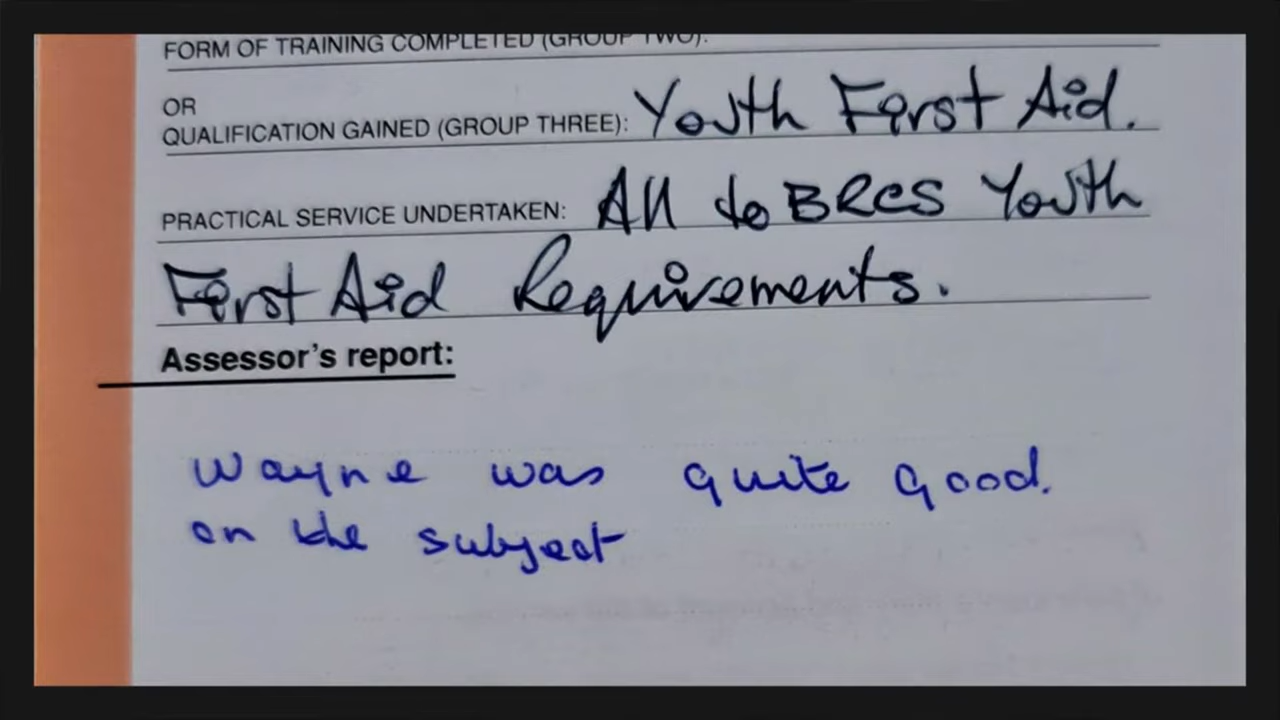 FORM OF TRAINING COMPLETED (GROUP TWO):
OR
QUALIFICATION GAINED (GROUP THREE): Youth First Aid.
PRACTICAL SERVICE UNDERTAKEN: All to BRCS Youth
First Aid Requirements.
Assessor's report:
Wayne was quite good.
on the subject